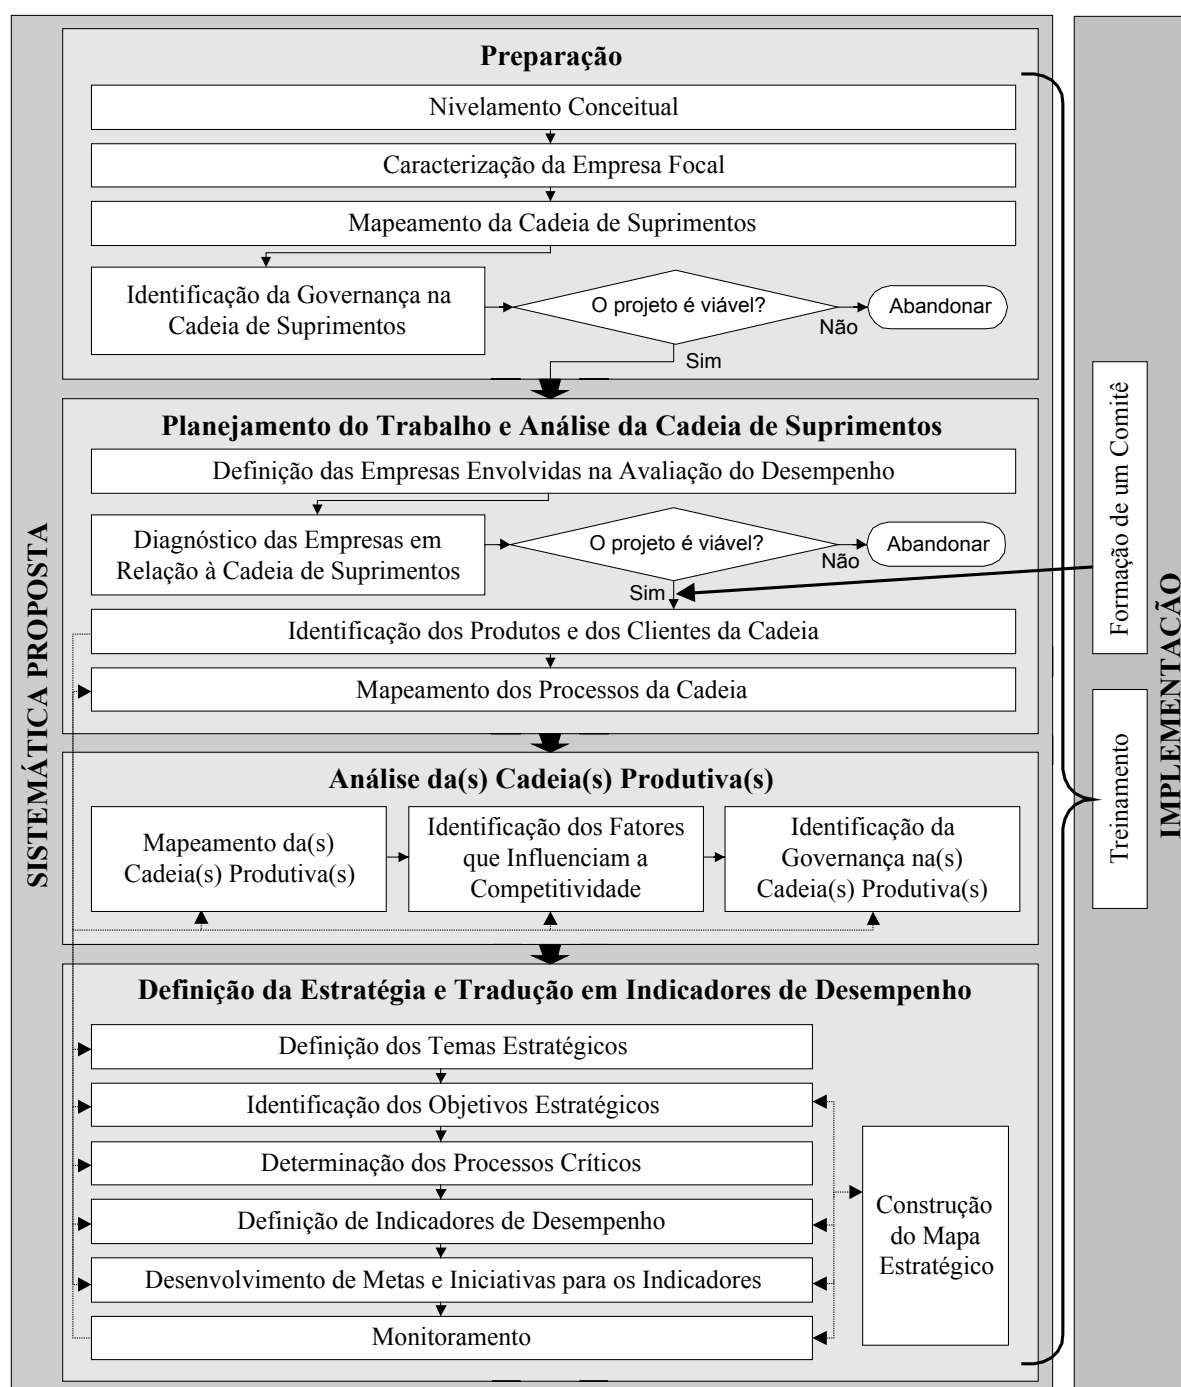 Preparação
Nivelamento Conceitual
Caracterização da Empresa Focal
Mapeamento da Cadeia de Suprimentos
Identificação da Governança na
Cadeia de Suprimentos
O projeto é viável?
Não
Abandonar
Sim
Planejamento do Trabalho e Análise da Cadeia de Suprimentos
Definição das Empresas Envolvidas na Avaliação do Desempenho
Diagnóstico das Empresas em
Relação à Cadeia de Suprimentos
O projeto é viável?
Não
Abandonar
Sim
Identificação dos Produtos e dos Clientes da Cadeia
Mapeamento dos Processos da Cadeia
Análise da(s) Cadeia(s) Produtiva(s)
Mapeamento da(s)
Cadeia(s) Produtiva(s)
Identificação dos Fatores
que Influenciam a
Competitividade
Identificação da
Governança na(s)
Cadeia(s) Produtiva(s)
Definição da Estratégia e Tradução em Indicadores de Desempenho
Definição dos Temas Estratégicos
Identificação dos Objetivos Estratégicos
Determinação dos Processos Críticos
Definição de Indicadores de Desempenho
Desenvolvimento de Metas e Iniciativas para os Indicadores
Monitoramento
Construção
do Mapa
Estratégico
SISTEMÁTICA PROPOSTA
Formação de um Comitê
Treinamento
IMPLEMENTAÇÃO